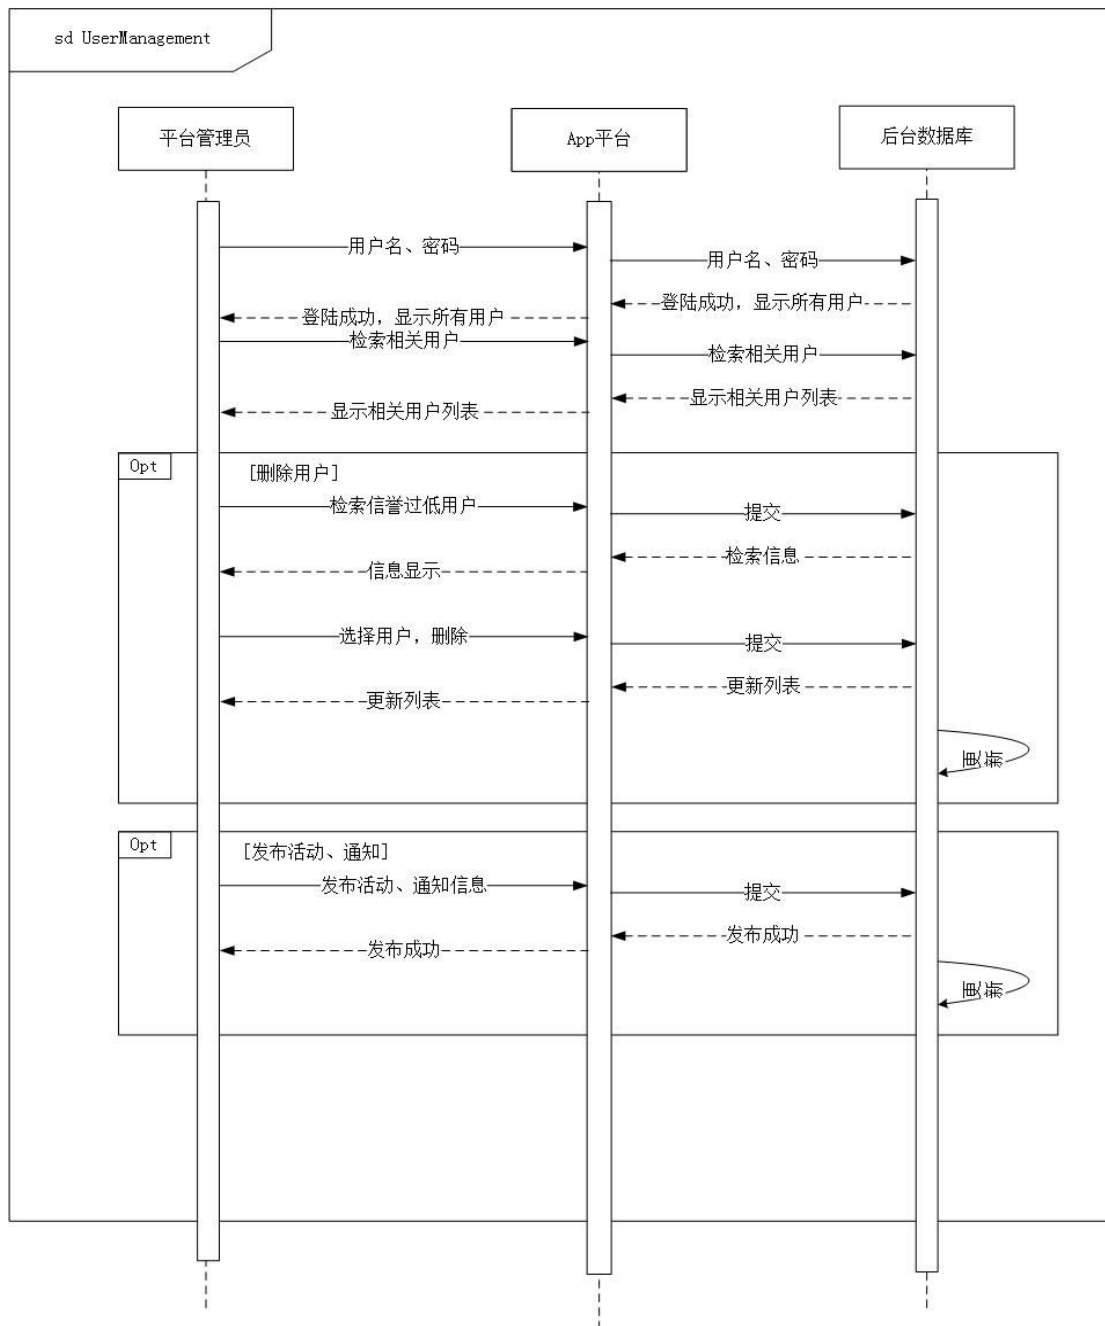 sd UserManagement
平台管理员
App平台
后台数据库
用户名、密码
用户名、密码
登陆成功，显示所有用户
登陆成功，显示所有用户
检索相关用户
检索相关用户
显示相关用户列表
显示相关用户列表
Opt
[删除用户]
检索信誉过低用户
提交
检索信息
信息显示
选择用户，删除
提交
更新列表
更新列表
更新
Opt
[发布活动、通知]
发布活动、通知信息
提交
发布成功
发布成功
更新